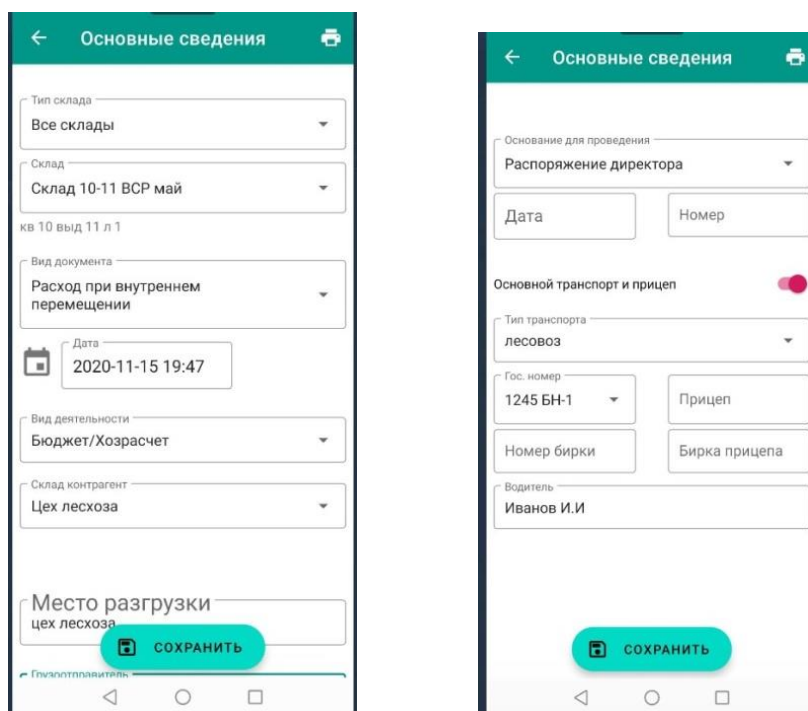 Основные сведения
Тип склада
Все склады
Склад
Склад 10-11 ВСР май
кв 10 выд 11 л 1
Вид документа
Расход при внутреннем
перемещении
Дата
2020-11-15 19:47
Вид деятельности
Бюджет/Хозрасчет
Склад контрагент
Цех лесхоза
Место разгрузки
цех лесхоза
СОХРАНИТЬ
Грузоотправитель
Основные сведения
Основание для проведения
Распоряжение директора
Дата
Номер
Основной транспорт и прицеп
Тип транспорта
лесовоз
Гос. номер
1245 БН-1
Прицеп
Номер бирки
Бирка прицепа
Водитель
Иванов И.И
СОХРАНИТЬ